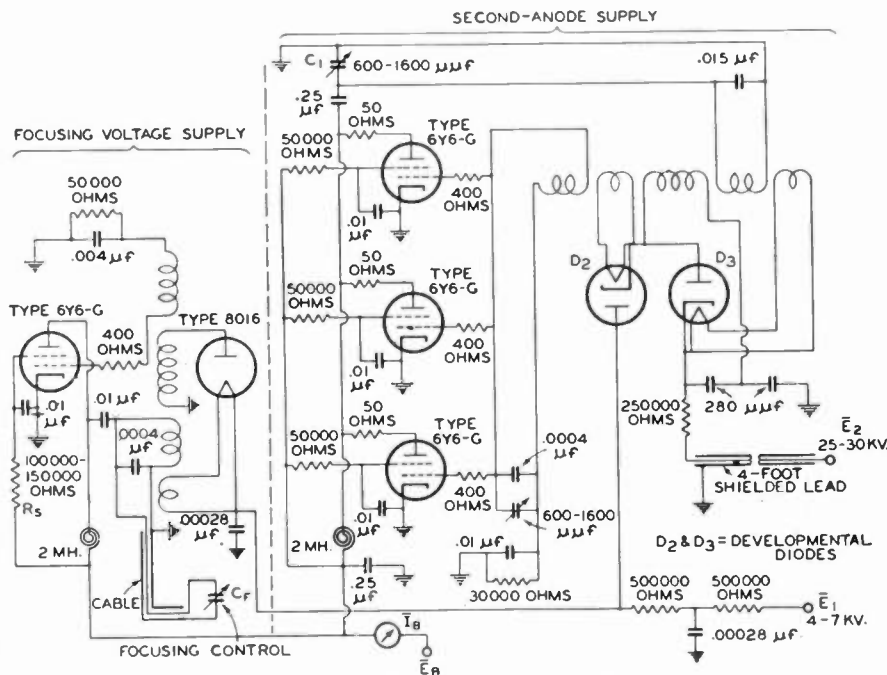 SECOND-ANODE SUPPLY
C1
600-1600 μμf
.015 μf
.25
μf
50
OHMS
TYPE
6Y6-G
50000
OHMS
400
OHMS
.01
μf
FOCUSING VOLTAGE SUPPLY
50000
OHMS
.004 μf
50
OHMS
TYPE
6Y6-G
50000
OHMS
400
OHMS
.01
μf
D2
D3
TYPE 6Y6-G
400
OHMS
TYPE 8016
.01
μf
.01 μf
.0004
μf
100000-
150000
OHMS
RS
2 MH.
.00028
μf
CABLE
CF
FOCUSING CONTROL
50
OHMS
TYPE
6Y6-G
50000
OHMS
400
OHMS
.01
μf
2 MH.
.25
μf
.0004
μf
600-1600
μμf
.01 μf
30000 OHMS
250000
OHMS
280 μμf
E̅2
25-30 KV.
4-FOOT
SHIELDED LEAD
D2 & D3 = DEVELOPMENTAL
DIODES
500000
OHMS
500000
OHMS
E̅1
4-7 KV.
.00028 μf.
I̅B
E̅B